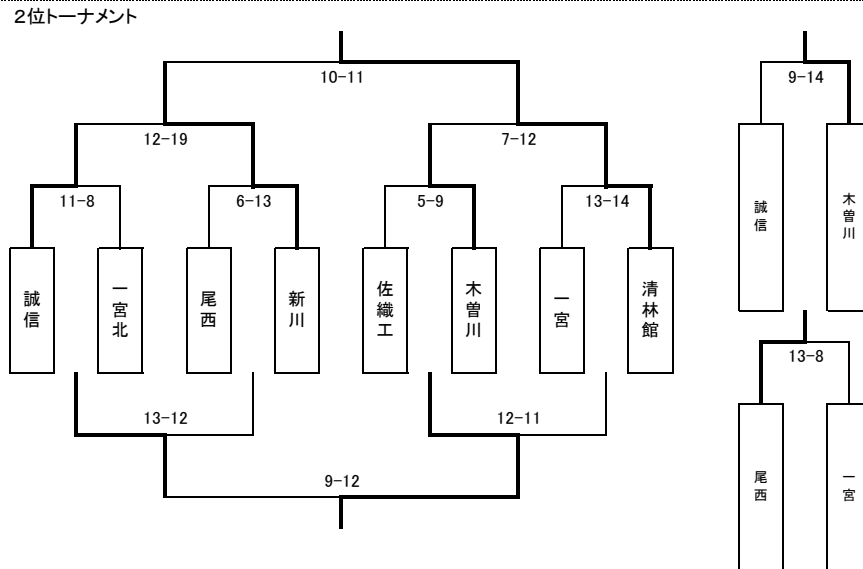 ２位トーナメント
10-11
9-14
12-19
7-12
11-8
6-13
5-9
13-14
誠信
一宮北
尾西
新川
佐織工
木曽川
一宮
清林館
誠信
木曽川
13-8
13-12
12-11
9-12
尾西
一宮